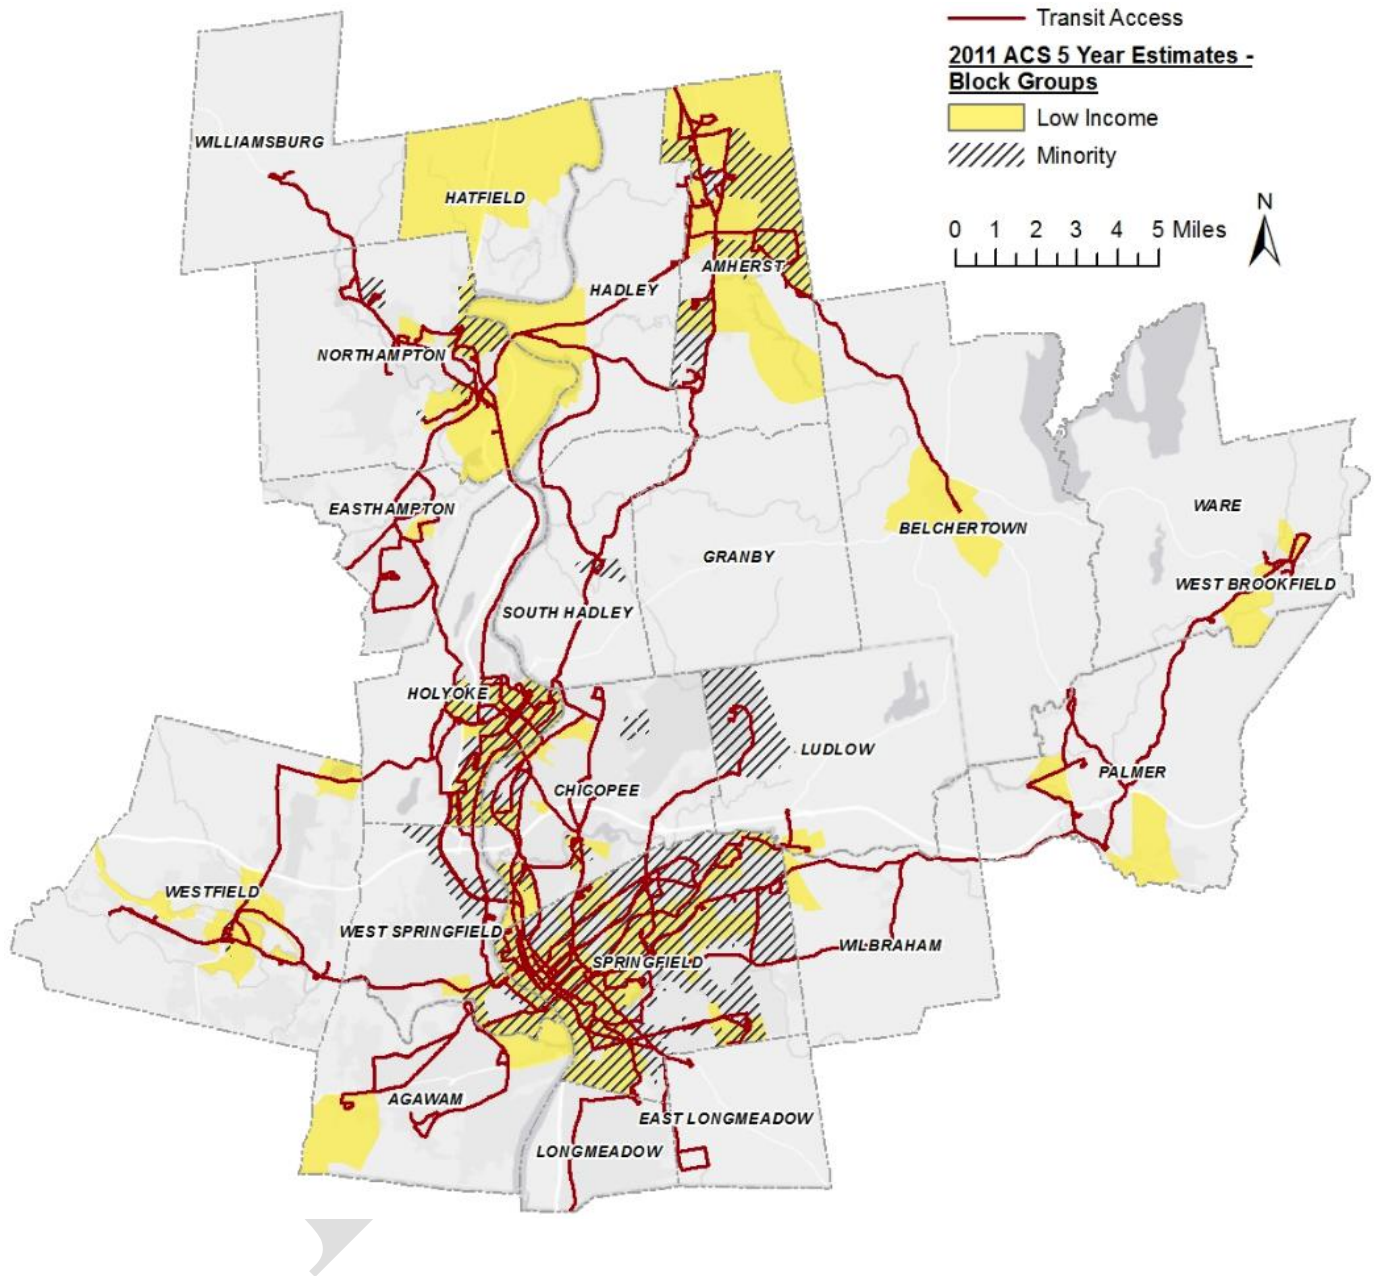 Transit Access
2011 ACS 5 Year Estimates -
Block Groups
Low Income
Minority
N
0 1 2 3 4 5 Miles
WILLIAMSBURG
HATFIELD
AMHERST
HADLEY
NORTHAMPTON
EASTHAMPTON
WARE
BELCHERTOWN
GRANBY
WEST BROOKFIELD
SOUTH HADLEY
HOLYOKE
LUDLOW
PALMER
CHICOPEE
WESTFIELD
WEST SPRINGFIELD
WILBRAHAM
SPRINGFIELD
AGAWAM
EAST LONGMEADOW
LONGMEADOW